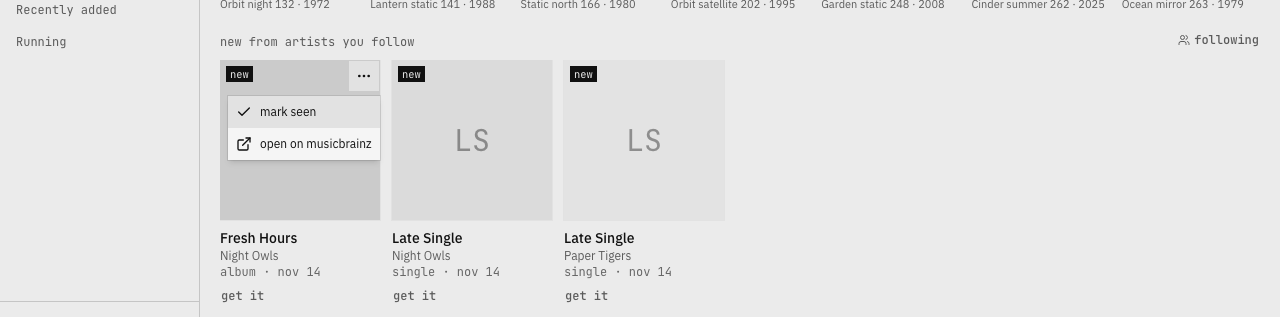 Recently added
Running
Orbit night 132 · 1972
Lantern static 141 · 1988
Static north 166 · 1980
Orbit satellite 202 · 1995
Garden static 248 · 2008
Cinder summer 262 · 2025
Ocean mirror 263 · 1979
new from artists you follow
following
new
mark seen
open on musicbrainz
Fresh Hours
Night Owls
album · nov 14
get it
new
LS
Late Single
Night Owls
single · nov 14
get it
new
LS
Late Single
Paper Tigers
single · nov 14
get it